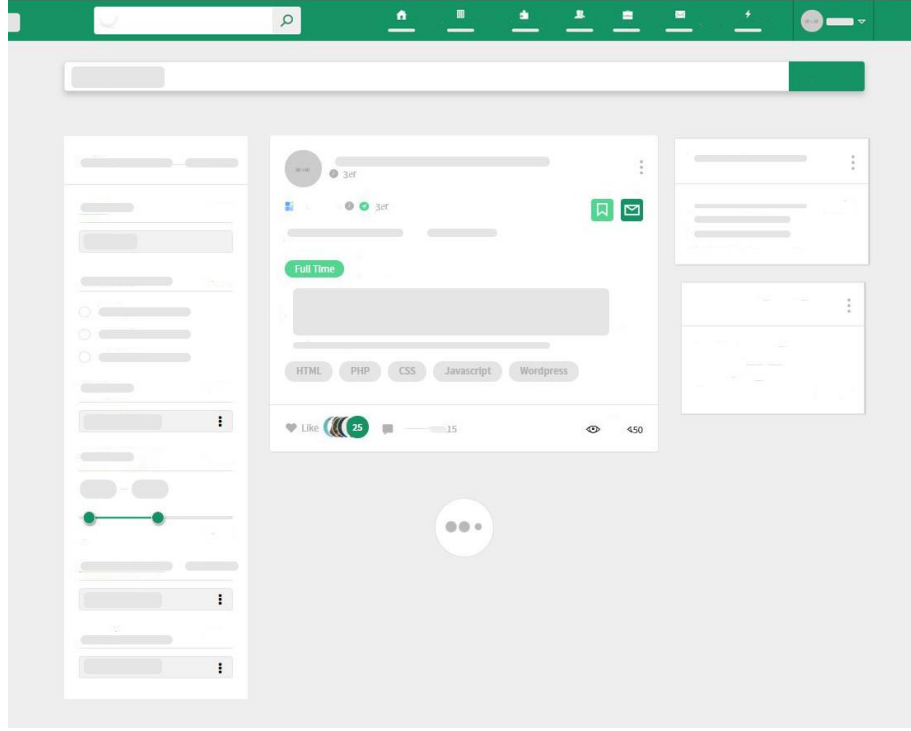 3er
3er
Full Time
HTML PHP CSS Javascript Wordpress
Like 25 15 450